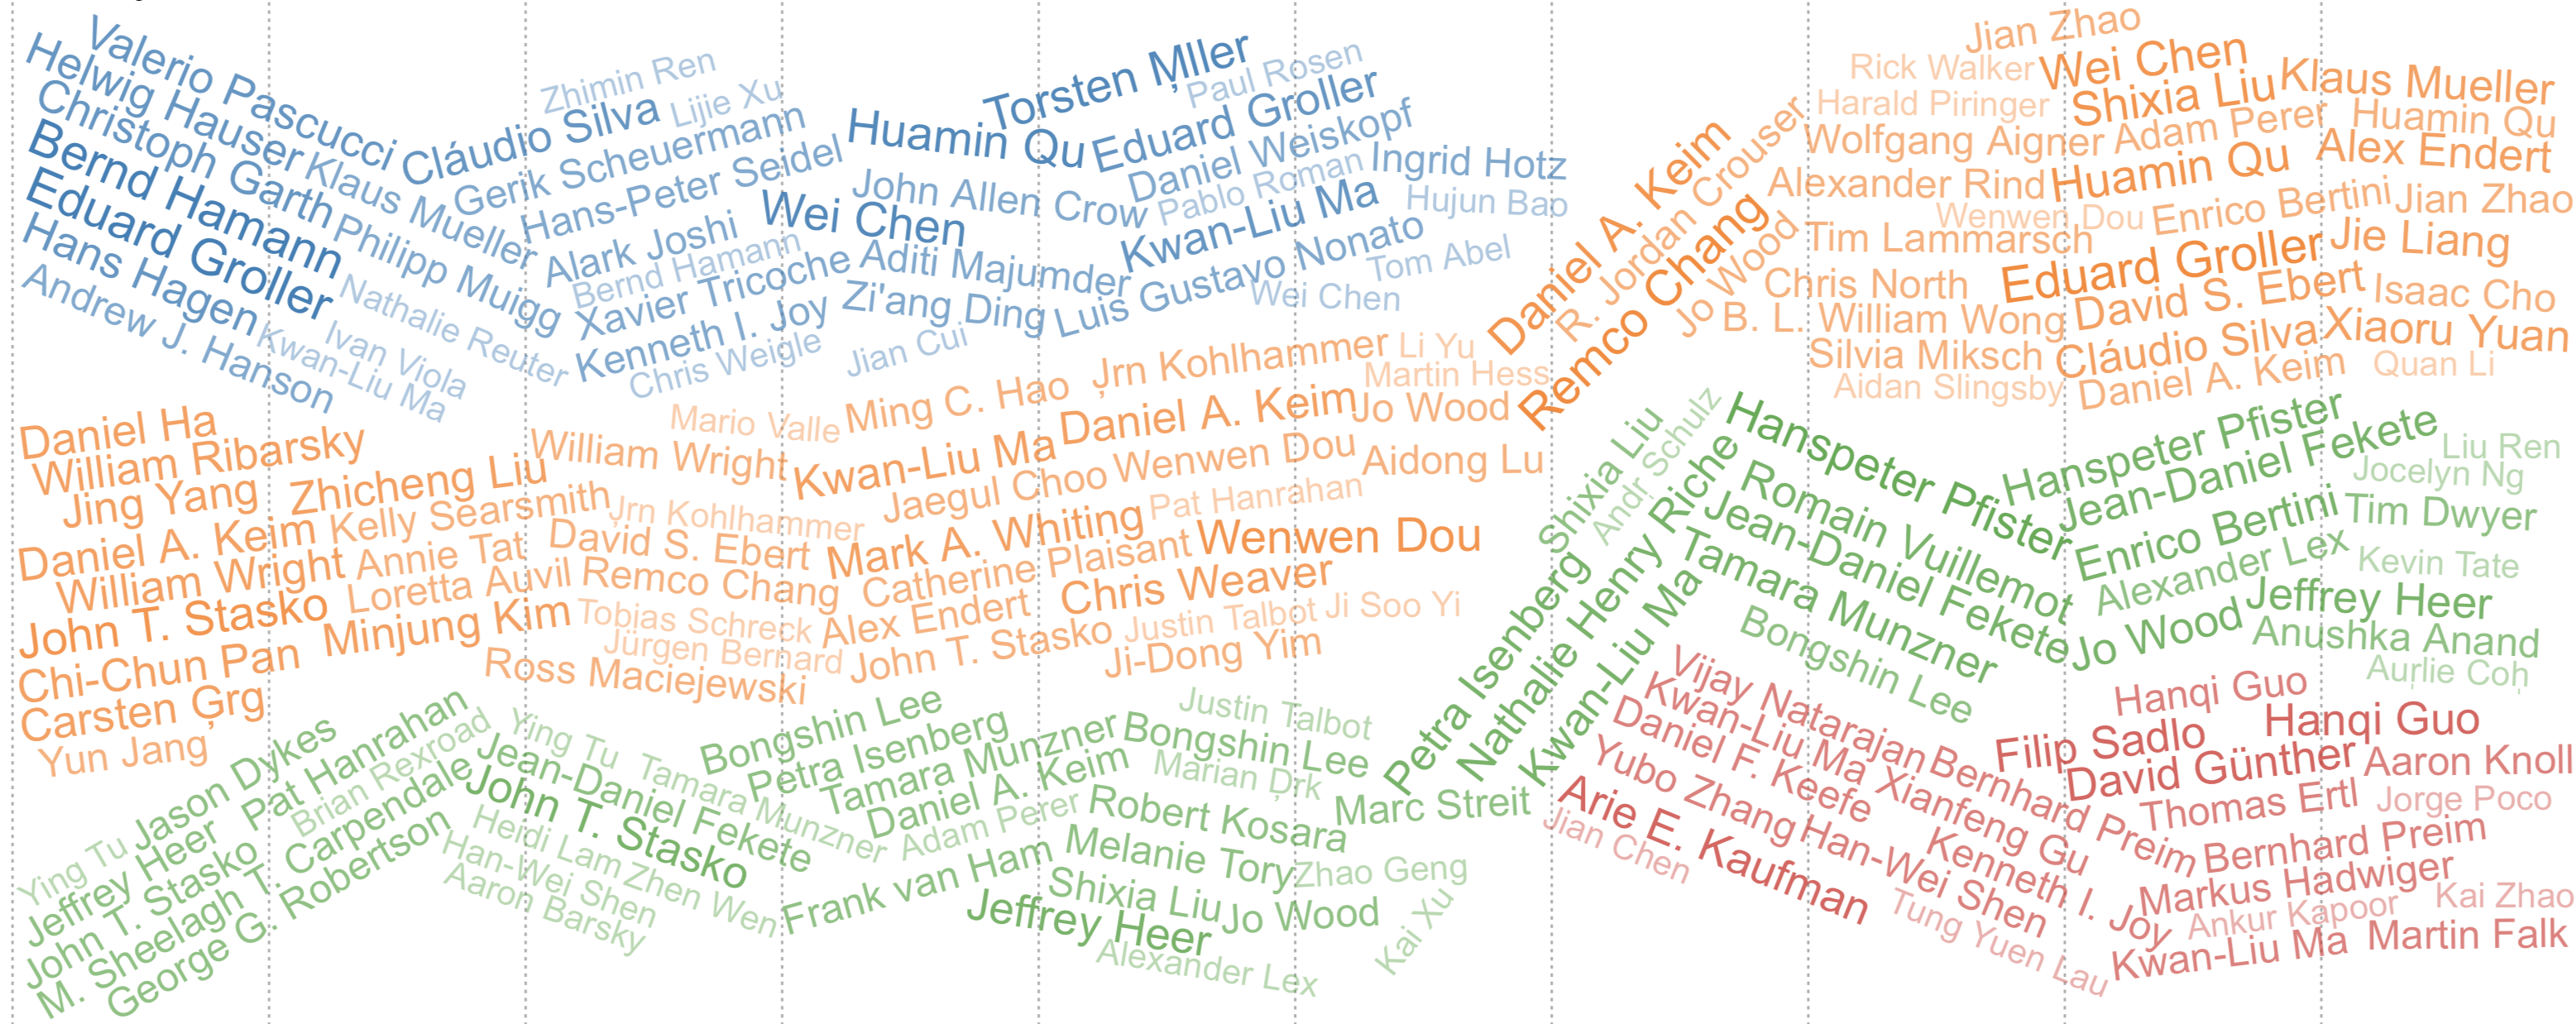 Valerio Pascucci
Helwig Hauser
Christoph Garth
Klaus Mueller
Bernd Hamann
Eduard Groller
Philipp Muigg
Hans Hagen
Nathalie Reuter
Andrew J. Hanson
Ivan Viola
Kwan-Liu Ma
Zhimin Ren
Cláudio Silva
Lijie Xu
Gerik Scheuermann
Hans-Peter Seidel
Alark Joshi
Bernd Hamann
Xavier Tricoche
Kenneth I. Joy
Chris Weigle
Torsten Mller
Paul Rosen
Huamin Qu
Eduard Groller
Daniel Weiskopf
Ingrid Hotz
John Allen Crow
Pablo Roman
Wei Chen
Kwan-Liu Ma
Hujun Bao
Aditi Majumder
Luis Gustavo Nonato
Tom Abel
Zi'ang Ding
Wei Chen
Jian Cui
Daniel Ha
William Ribarsky
Jing Yang
Zhicheng Liu
Daniel A. Keim
Kelly Searsmith
William Wright
Annie Tat
Loretta Auvil
John T. Stasko
Minjung Kim
Chi-Chun Pan
Carsten Grg
Yun Jang
Mario Valle
William Wright
Jrn Kohlhammer
David S. Ebert
Remco Chang
Tobias Schreck
Jürgen Bernard
Ross Maciejewski
Ming C. Hao
Jrn Kohlhammer
Li Yu
Martin Hess
Kwan-Liu Ma
Daniel A. Keim
Jo Wood
Jaegul Choo
Wenwen Dou
Aidong Lu
Mark A. Whiting
Pat Hanrahan
Catherine Plaisant
Wenwen Dou
Alex Endert
Chris Weaver
John T. Stasko
Justin Talbot
Ji Soo Yi
Ji-Dong Yim
Daniel A. Keim
R. Jordan Crouser
Remco Chang
Jo Wood
Jian Zhao
Rick Walker
Wei Chen
Klaus Mueller
Harald Piringer
Shixia Liu
Huamin Qu
Wolfgang Aigner
Adam Perer
Alex Endert
Alexander Rind
Huamin Qu
Jian Zhao
Wenwen Dou
Enrico Bertini
Tim Lammarsch
Jie Liang
Eduard Groller
Chris North
David S. Ebert
Isaac Cho
B. L. William Wong
Xiaoru Yuan
Silvia Miksch
Cláudio Silva
Quan Li
Aidan Slingsby
Daniel A. Keim
Ying Tu
Jason Dykes
Jeffrey Heer
Pat Hanrahan
John T. Stasko
Brian Rexroad
M. Sheelagh T. Carpendale
George G. Robertson
Ying Tu
Tamara Munzner
Jean-Daniel Fekete
John T. Stasko
Heidi Lam
Zhen Wen
Han-Wei Shen
Aaron Barsky
Bongshin Lee
Petra Isenberg
Tamara Munzner
Daniel A. Keim
Adam Perer
Frank van Ham
Justin Talbot
Bongshin Lee
Marian Drk
Robert Kosara
Melanie Tory
Zhao Geng
Shixia Liu
Jo Wood
Jeffrey Heer
Alexander Lex
Kai Xu
Marc Streit
Shixia Liu
Andr Schulz
Petra Isenberg
Nathalie Henry Riche
Kwan-Liu Ma
Hanspeter Pfister
Romain Vuillemot
Jean-Daniel Fekete
Tamara Munzner
Bongshin Lee
Hanspeter Pfister
Jean-Daniel Fekete
Liu Ren
Jocelyn Ng
Enrico Bertini
Tim Dwyer
Alexander Lex
Kevin Tate
Jeffrey Heer
Jo Wood
Anushka Anand
Aurlie Coh
Vijay Natarajan
Kwan-Liu Ma
Daniel F. Keefe
Xianfeng Gu
Bernhard Preim
Yubo Zhang
Han-Wei Shen
Kenneth I. Joy
Arie E. Kaufman
Jian Chen
Tung Yuen Lau
Hanqi Guo
Hanqi Guo
Filip Sadlo
David Günther
Aaron Knoll
Thomas Ertl
Jorge Poco
Bernhard Preim
Markus Hadwiger
Kai Zhao
Ankur Kapoor
Kwan-Liu Ma
Martin Falk